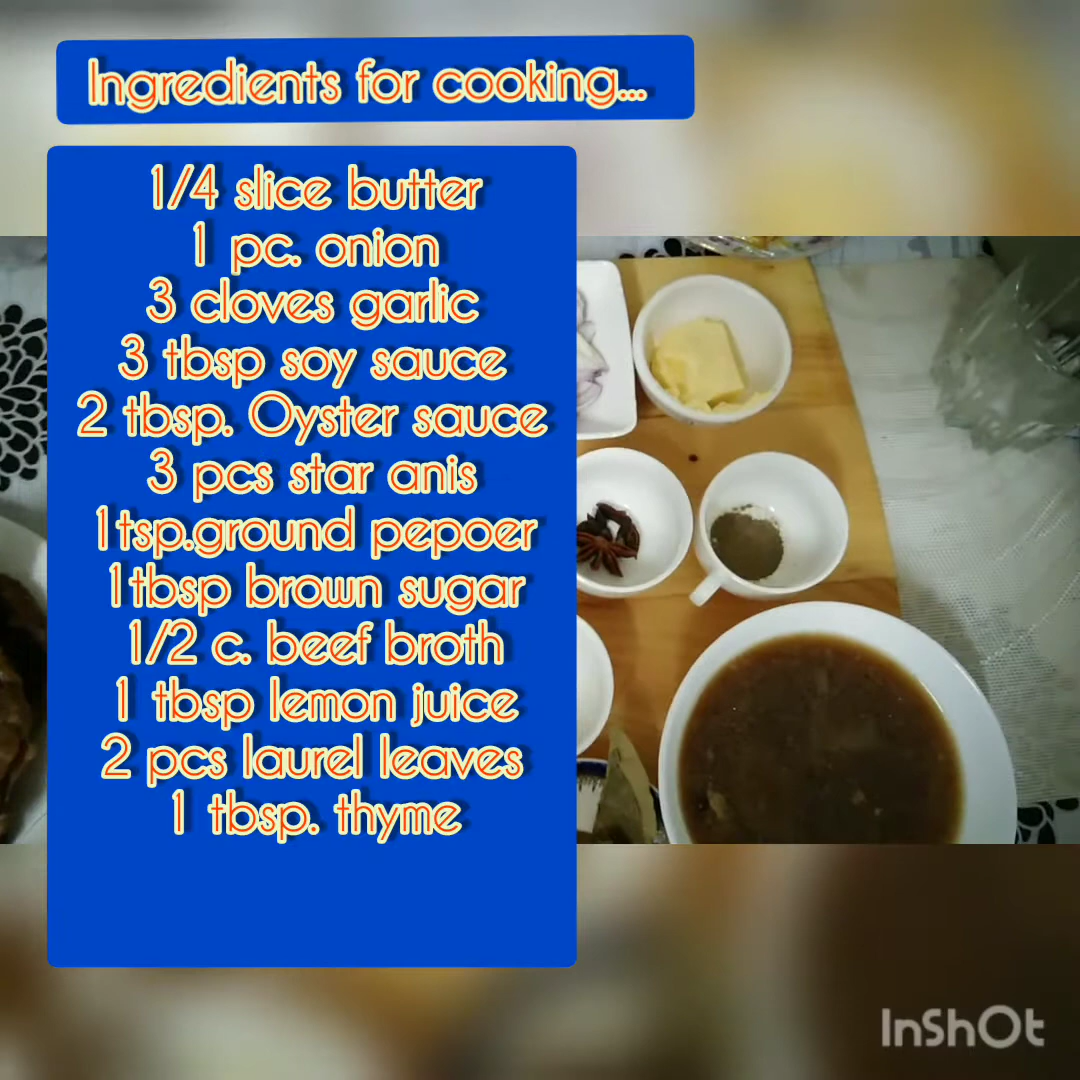 Ingredients for cooking...
1/4 slice butter
1 pc. onion
3 cloves garlic
3 tbsp soy sauce
2 tbsp. Oyster sauce
3 pcs star anis
1tsp.ground pepoer
1tbsp brown sugar
1/2 c. beef broth
1 tbsp lemon juice
2 pcs laurel leaves
1 tbsp. thyme
InShOt